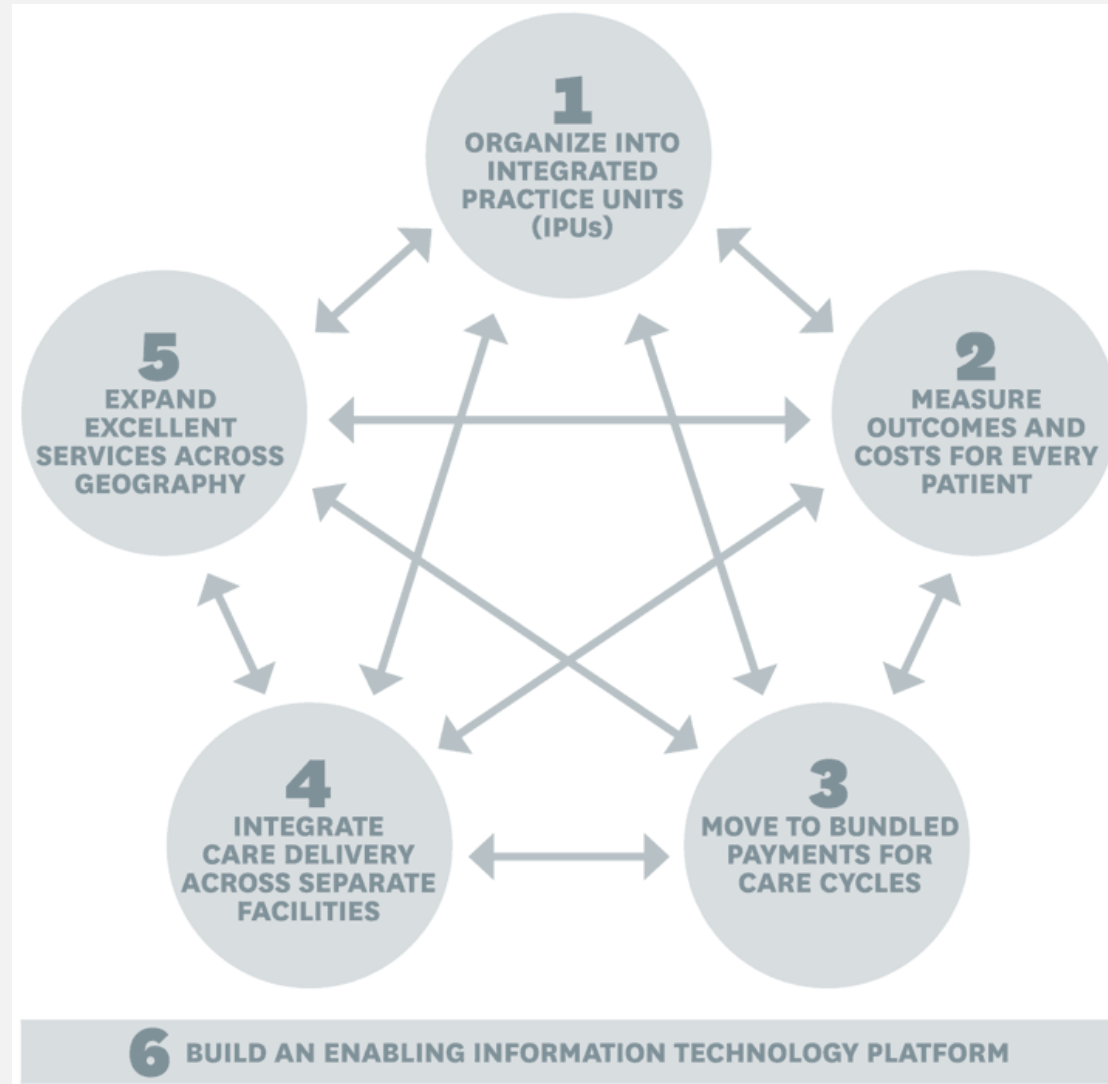 1
ORGANIZE INTO
INTEGRATED
PRACTICE UNITS
(IPUs)
2
MEASURE
OUTCOMES AND
COSTS FOR EVERY
PATIENT
3
MOVE TO BUNDLED
PAYMENTS FOR
CARE CYCLES
4
INTEGRATE
CARE DELIVERY
ACROSS SEPARATE
FACILITIES
5
EXPAND
EXCELLENT
SERVICES ACROSS
GEOGRAPHY
6 BUILD AN ENABLING INFORMATION TECHNOLOGY PLATFORM